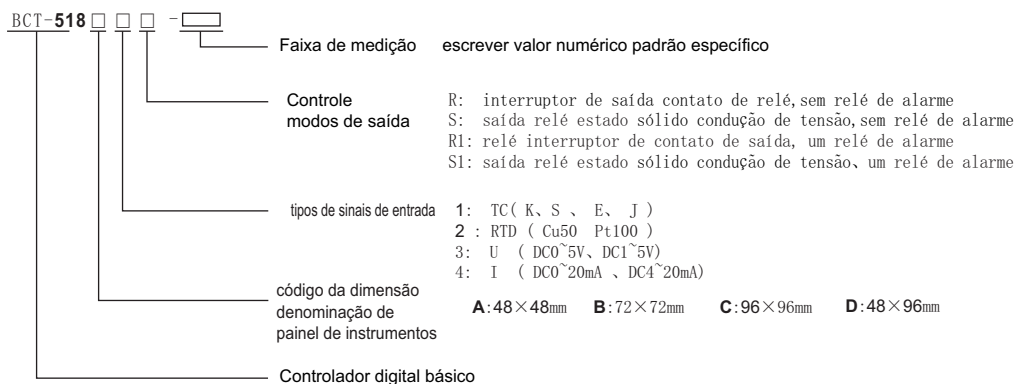 BCT-518□ □ □ -
Faixa de medição escrever valor numérico padrão específico
Controle
modos de saída
R: interruptor de saída contato de relé,sem relé de alarme
S: saída relé estado sólido condução de tensão,sem relé de alarme
R1: relé interruptor de contato de saída, um relé de alarme
S1: saída relé estado sólido condução de tensão、um relé de alarme
tipos de sinais de entrada 1: TC( K、S 、 E、 J )
2 : RTD ( Cu50 Pt100 )
3: U ( DC0~5V、DC1~5V)
4: I ( DC0~20mA 、DC4~20mA)
código da dimensão
denominação de
painel de instrumentos
A:48×48mm B:72×72mm C:96×96mm D:48×96mm
Controlador digital básico